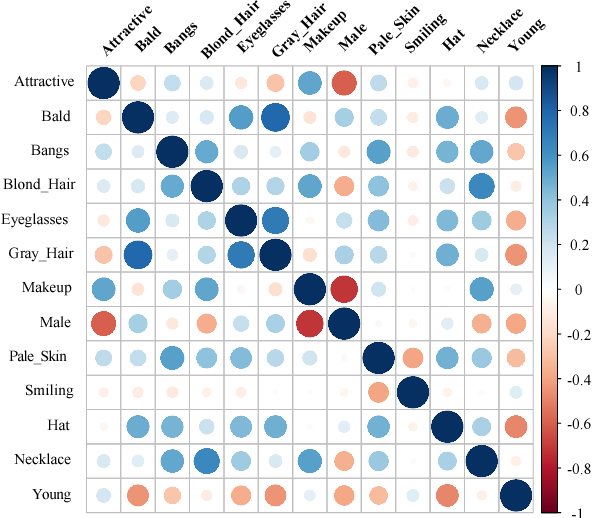 Attractive
Bald
Bangs
Blond_Hair
Eyeglasses
Gray_Hair
Makeup
Male
Pale_Skin
Smiling
Hat
Necklace
Young
Attractive
Bald
Bangs
Blond_Hair
Eyeglasses
Gray_Hair
Makeup
Male
Pale_Skin
Smiling
Hat
Necklace
Young
1
0.8
0.6
0.4
0.2
0
-0.2
-0.4
-0.6
-0.8
-1